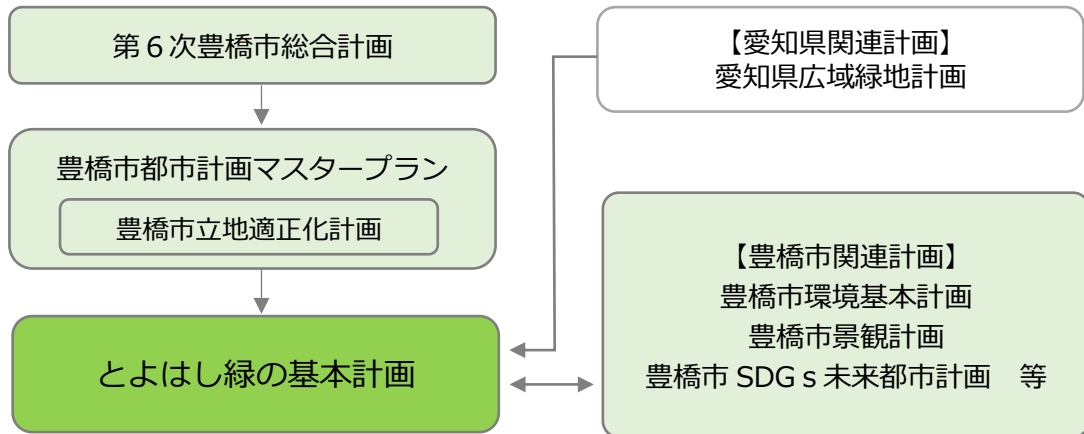 第６次豊橋市総合計画
【愛知県関連計画】
愛知県広域緑地計画
豊橋市都市計画マスタープラン
豊橋市立地適正化計画
【豊橋市関連計画】
豊橋市環境基本計画
豊橋市景観計画
豊橋市 SDGｓ未来都市計画　等
とよはし緑の基本計画